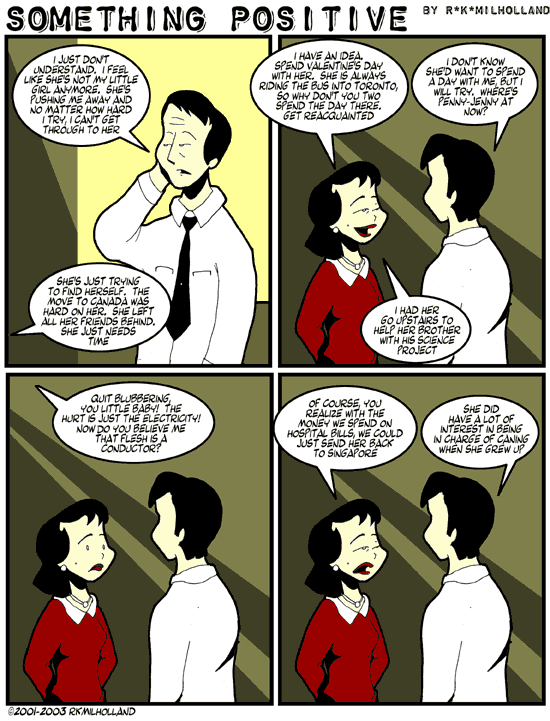 SOMETHING POSITIVE BY R*K*MILHOLLAND
I JUST DON'T
UNDERSTAND. I FEEL
LIKE SHE'S NOT MY LITTLE
GIRL ANYMORE. SHE'S
PUSHING ME AWAY AND
NO MATTER HOW HARD
I TRY, I CAN'T GET
THROUGH TO HER
SHE'S JUST TRYING
TO FIND HERSELF. THE
MOVE TO CANADA WAS
HARD ON HER. SHE LEFT
ALL HER FRIENDS BEHIND.
SHE JUST NEEDS
TIME
I HAVE AN IDEA.
SPEND VALENTINE'S DAY
WITH HER. SHE IS ALWAYS
RIDING THE BUS INTO TORONTO,
SO WHY DON'T YOU TWO
SPEND THE DAY THERE.
GET REACQUAINTED
I DON'T KNOW
SHE'D WANT TO SPEND
A DAY WITH ME, BUT I
WILL TRY. WHERE'S
PENNY-JENNY AT
NOW?
I HAD HER
GO UPSTAIRS TO
HELP HER BROTHER
WITH HIS SCIENCE
PROJECT
QUIT BLUBBERING,
YOU LITTLE BABY! THE
HURT IS JUST THE ELECTRICITY!
NOW DO YOU BELIEVE ME
THAT FLESH IS A
CONDUCTOR?
OF COURSE, YOU
REALIZE WITH THE
MONEY WE SPEND ON
HOSPITAL BILLS, WE COULD
JUST SEND HER BACK
TO SINGAPORE
SHE DID
HAVE A LOT OF
INTEREST IN BEING
IN CHARGE OF CANING
WHEN SHE GREW UP
©2001-2003 RKMILHOLLAND